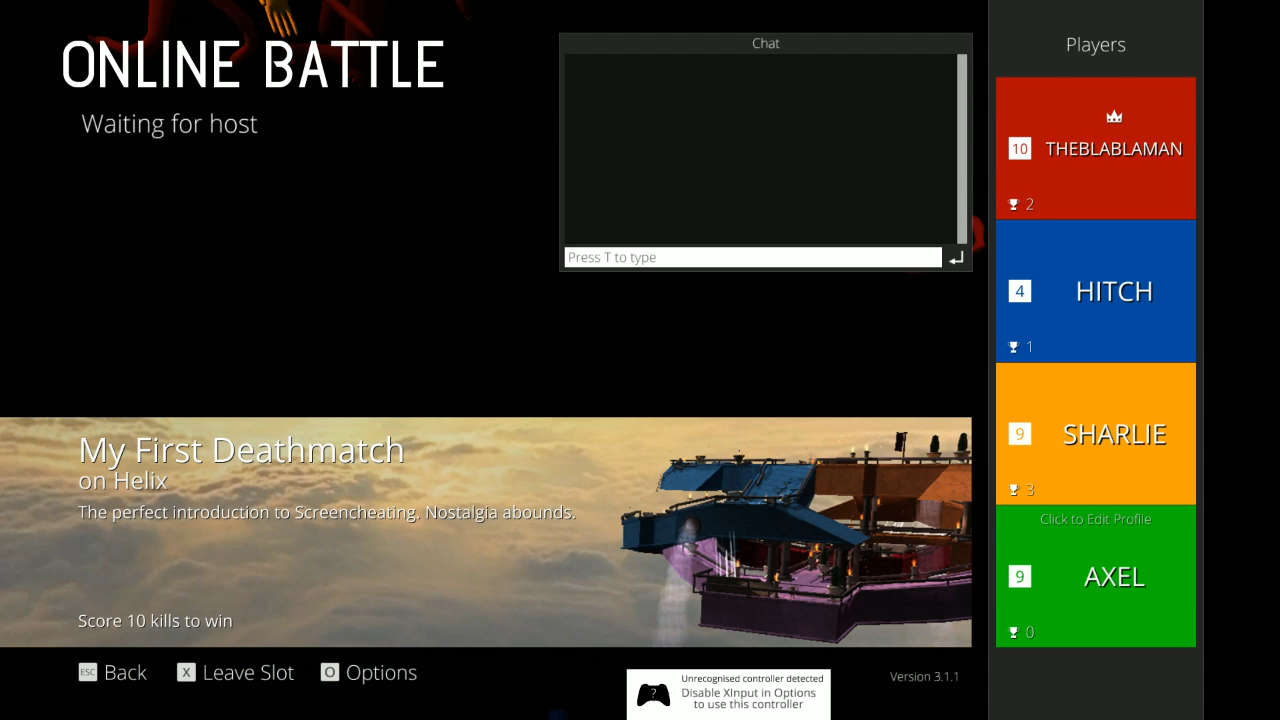 ONLINE BATTLE
Waiting for host
Chat
Press T to type
Players
10 THEBLABLAMAN
2
4 HITCH
1
9 SHARLIE
3
Click to Edit Profile
9 AXEL
0
My First Deathmatch
on Helix
The perfect introduction to Screencheating. Nostalgia abounds.
Score 10 kills to win
ESC Back X Leave Slot O Options
Unrecognised controller detected
? Disable XInput in Options
to use this controller
Version 3.1.1